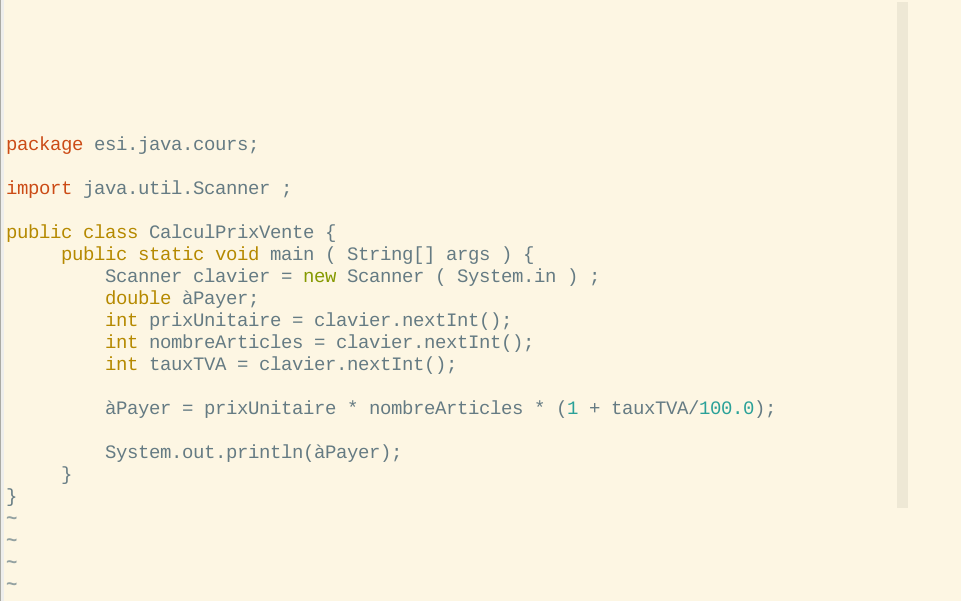 package esi.java.cours;
import java.util.Scanner ;
public class CalculPrixVente {
public static void main ( String[] args ) {
Scanner clavier = new Scanner ( System.in ) ;
double àPayer;
int prixUnitaire = clavier.nextInt();
int nombreArticles = clavier.nextInt();
int tauxTVA = clavier.nextInt();
àPayer = prixUnitaire * nombreArticles * (1 + tauxTVA/100.0);
System.out.println(àPayer);
}
}
~
~
~
~